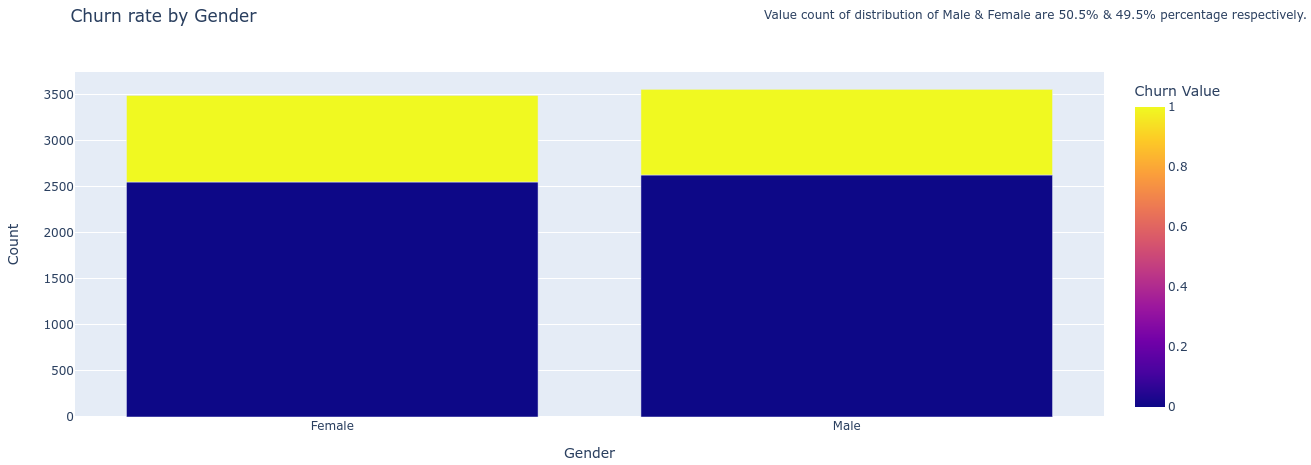 Churn rate by Gender
Value count of distribution of Male & Female are 50.5% & 49.5% percentage respectively.
Churn Value
1
0.8
0.6
0.4
0.2
0
Count
3500
3000
2500
2000
1500
1000
500
0
Female
Male
Gender